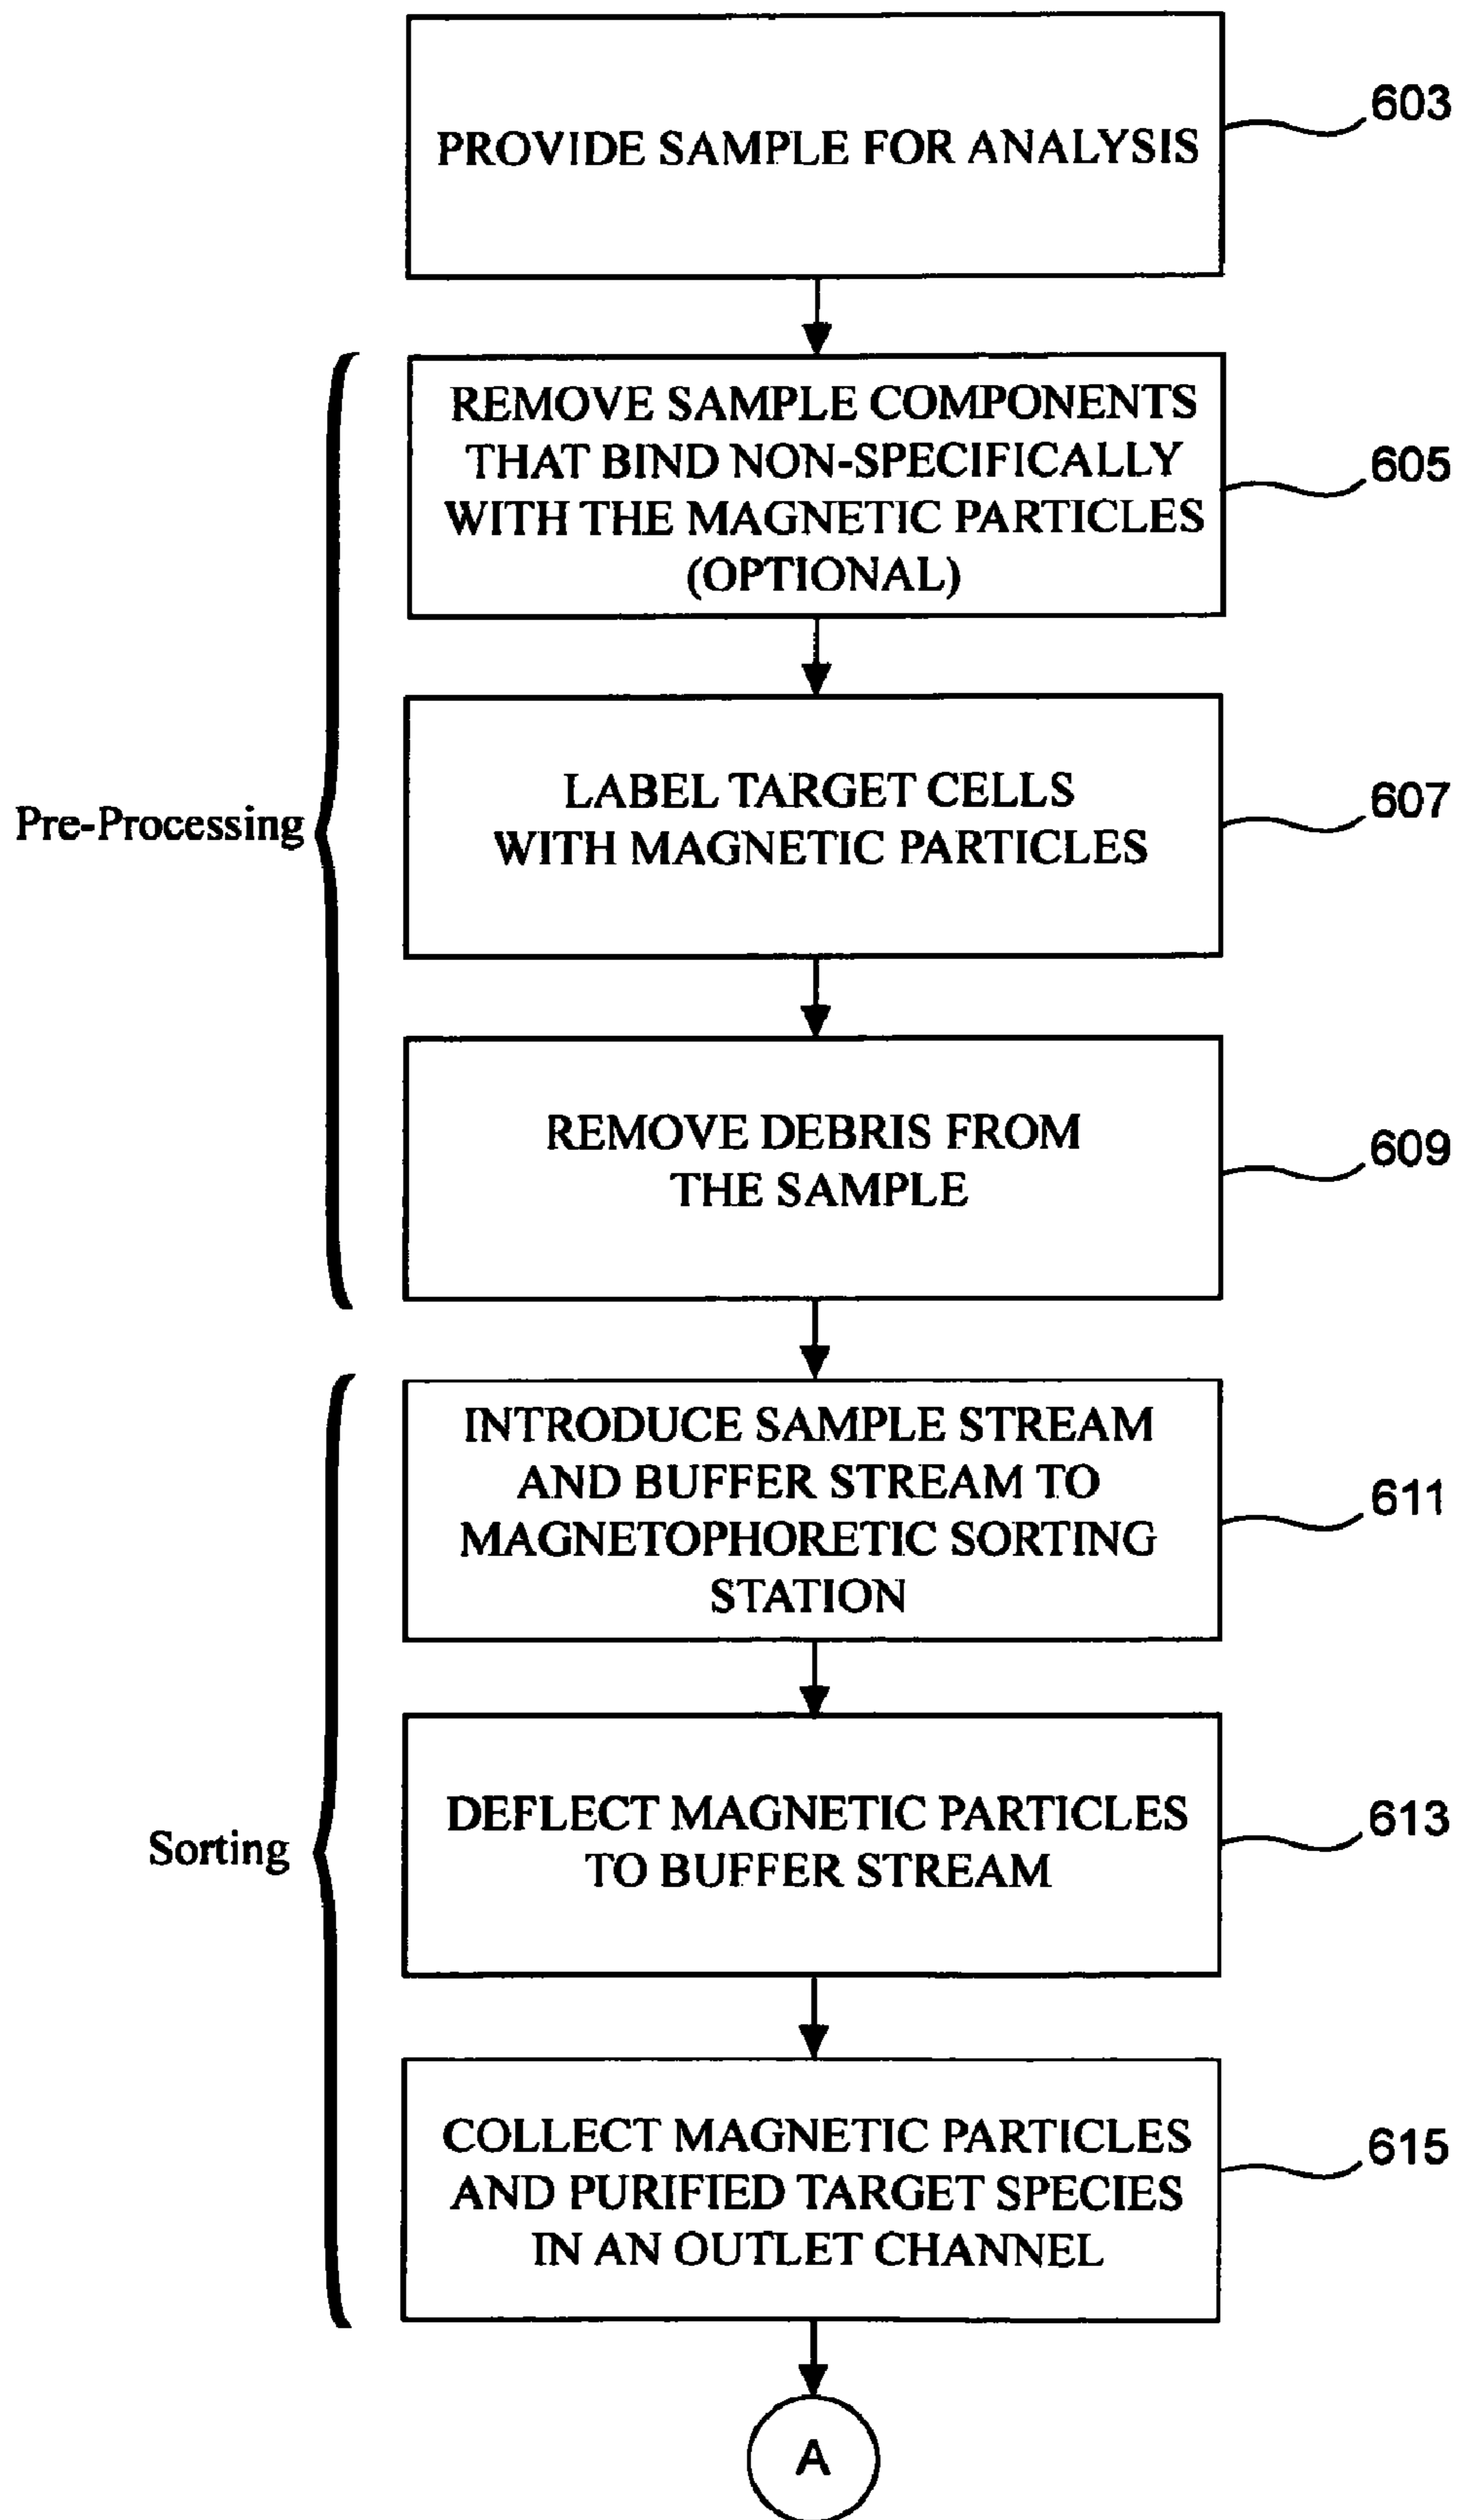 PROVIDE SAMPLE FOR ANALYSIS
603
REMOVE SAMPLE COMPONENTS
THAT BIND NON-SPECIFICALLY
WITH THE MAGNETIC PARTICLES
(OPTIONAL)
605
Pre-Processing
LABEL TARGET CELLS
WITH MAGNETIC PARTICLES
607
REMOVE DEBRIS FROM
THE SAMPLE
609
INTRODUCE SAMPLE STREAM
AND BUFFER STREAM TO
MAGNETOPHORETIC SORTING
STATION
611
Sorting
DEFLECT MAGNETIC PARTICLES
TO BUFFER STREAM
613
COLLECT MAGNETIC PARTICLES
AND PURIFIED TARGET SPECIES
IN AN OUTLET CHANNEL
615
A